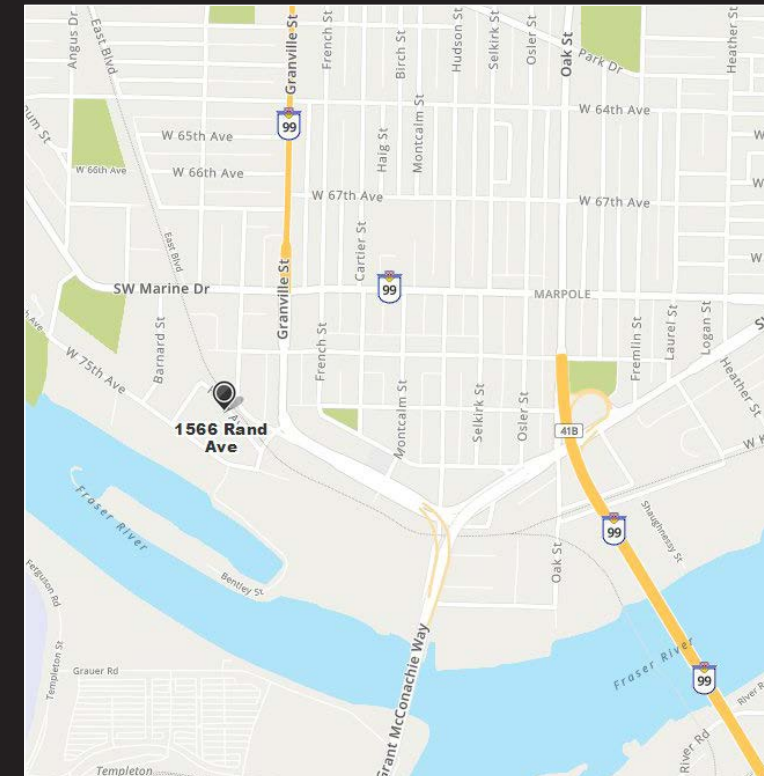 Angus Dr
East Blvd
Granville St
French St
Birch St
Hudson St
Selkirk St
Osler St
Oak St
Park Dr
Heather St
99
W 64th Ave
W 65th Ave
Haig St
Montcalm St
W 66th Ave
W 66th Ave
W 67th Ave
W 67th Ave
East Blvd
Cartier St
SW Marine Dr
Granville St
99
MARPOLE
W 75th Ave
Barnard St
French St
Fremlin St
Laurel St
Logan St
Heather St
1566 Rand
Ave
Montcalm St
Selkirk St
Osler St
41B
Fraser River
Shaughnessy St
99
Bentley St
Oak St
Ferguson Rd
Templeton St
Grauer Rd
Grant McConachie Way
Fraser River
99
River Rd
Templeton